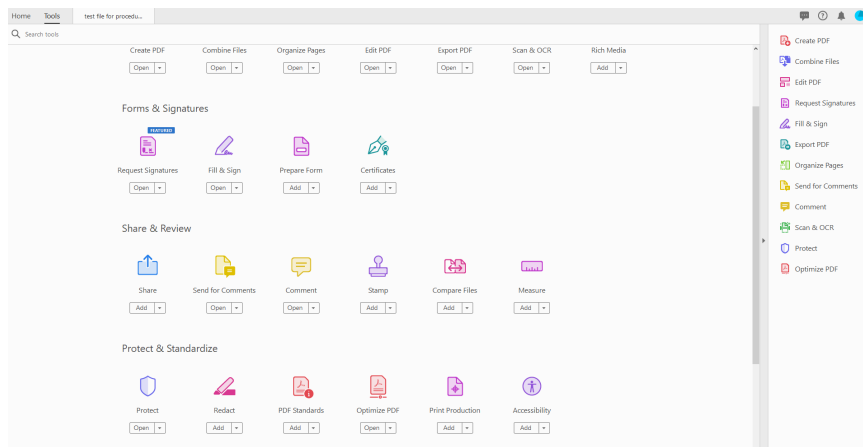 Home Tools test file for procedu...
Search tools
Create PDF Combine Files Organize Pages Edit PDF Export PDF Scan & OCR Rich Media
Open Open Open Open Open Open Add
Forms & Signatures
FEATURED
Request Signatures Fill & Sign Prepare Form Certificates
Open Open Add Add
Share & Review
Share Send for Comments Comment Stamp Compare Files Measure
Add Open Open Add Add Add
Protect & Standardize
Protect Redact PDF Standards Optimize PDF Print Production Accessibility
Open Add Add Open Add Add
Create PDF
Combine Files
Edit PDF
Request Signatures
Fill & Sign
Export PDF
Organize Pages
Send for Comments
Comment
Scan & OCR
Protect
Optimize PDF